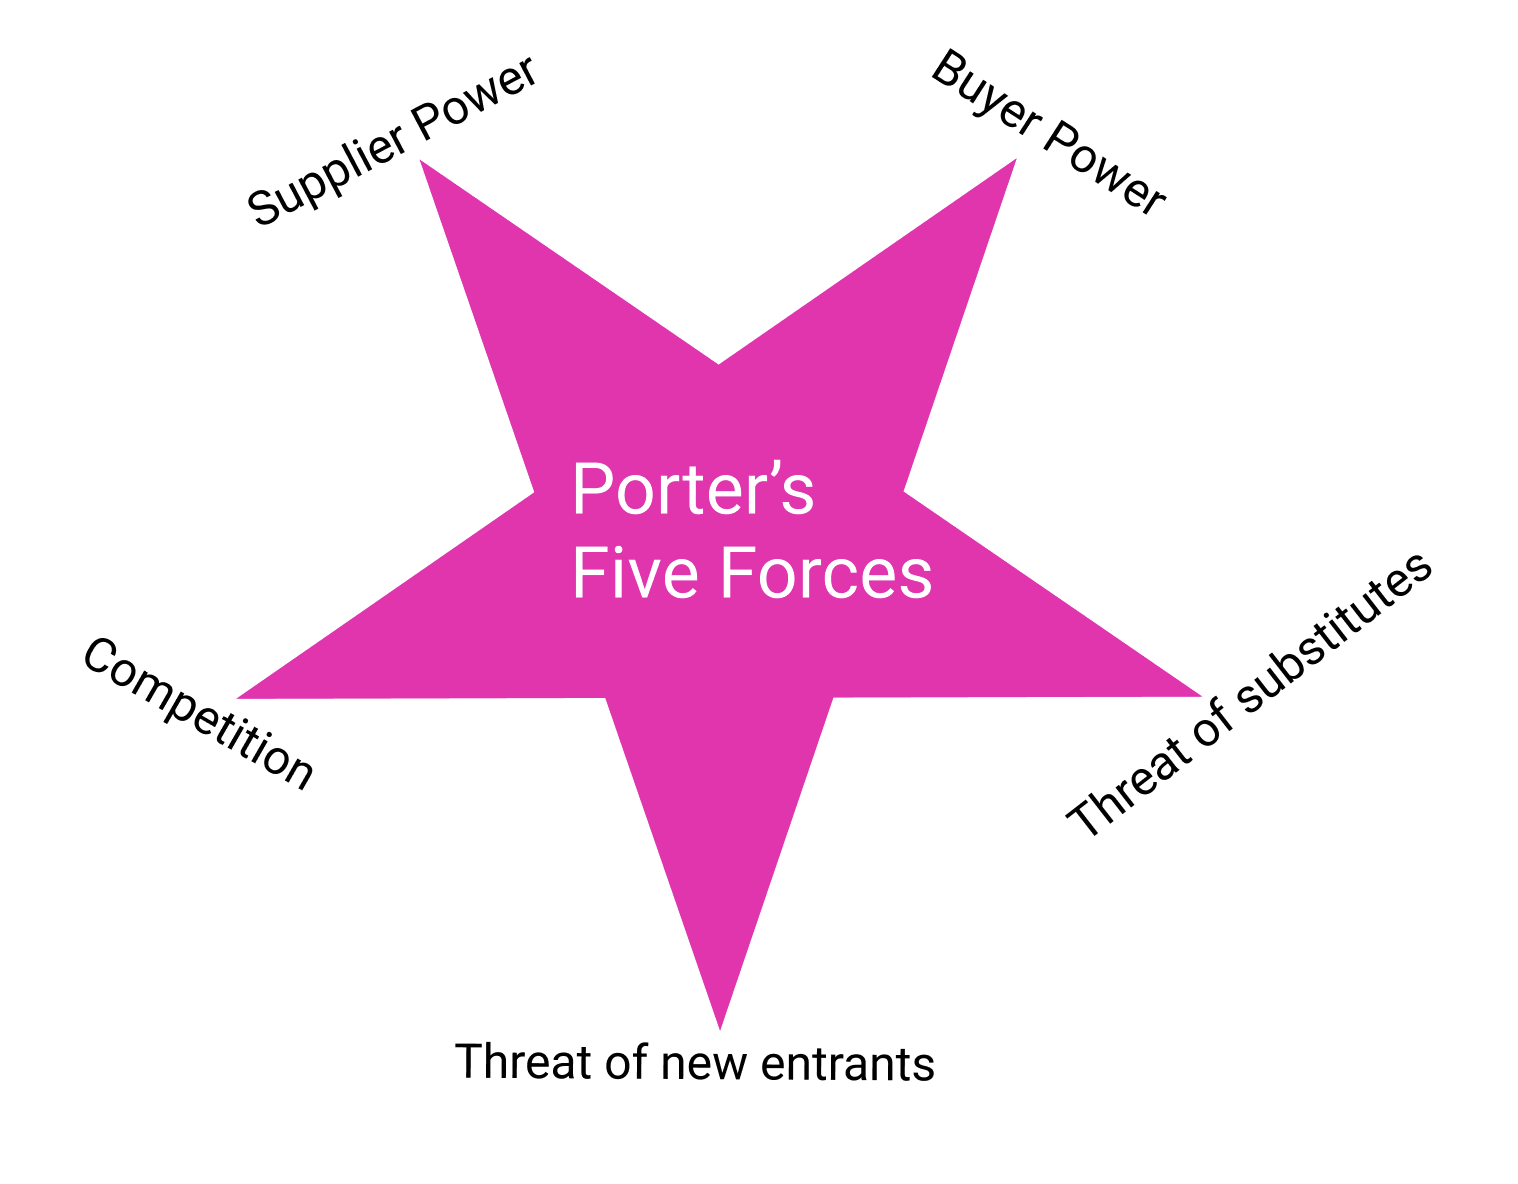 Supplier Power
Buyer Power
Porter’s
Five Forces
Competition
Threat of substitutes
Threat of new entrants